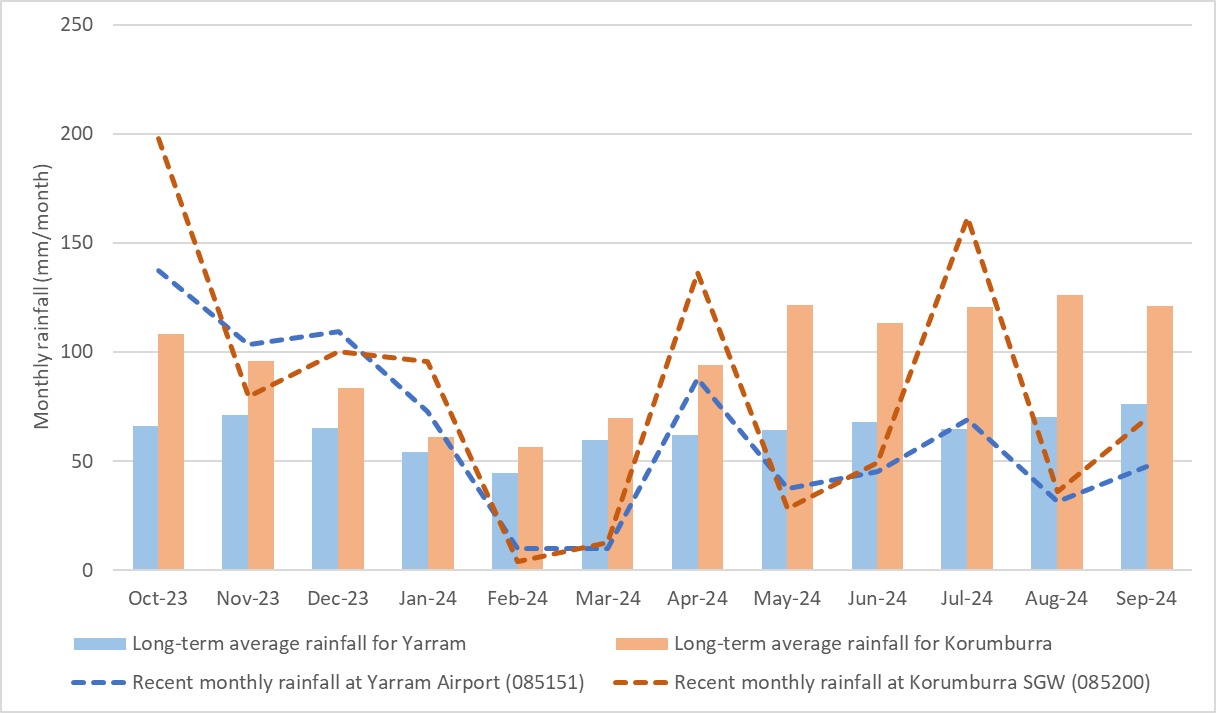 250
200
150
100
50
0
Monthly rainfall (mm/month)
Oct-23 Nov-23 Dec-23 Jan-24 Feb-24 Mar-24 Apr-24 May-24 Jun-24 Jul-24 Aug-24 Sep-24
Long-term average rainfall for Yarram Long-term average rainfall for Korumburra
Recent monthly rainfall at Yarram Airport (085151) Recent monthly rainfall at Korumburra SGW (085200)